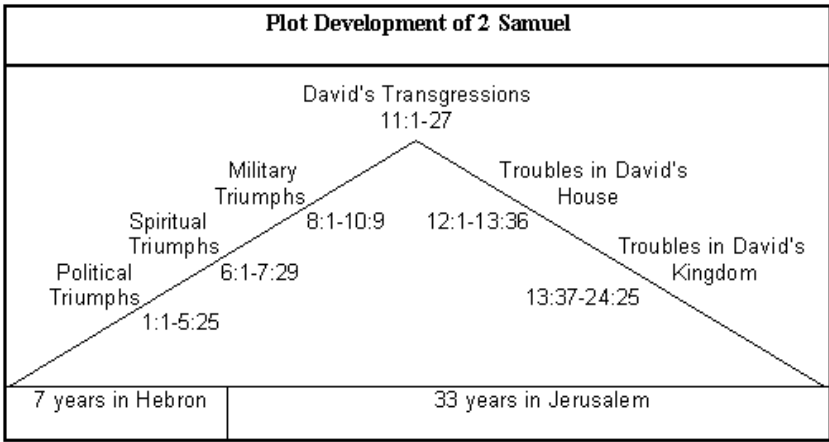 Plot Development of 2 Samuel
David's Transgressions
11:1-27
Military
Triumphs
8:1-10:9
Spiritual
Triumphs
6:1-7:29
Political
Triumphs
1:1-5:25
Troubles in David's
House
12:1-13:36
Troubles in David's
Kingdom
13:37-24:25
7 years in Hebron
33 years in Jerusalem